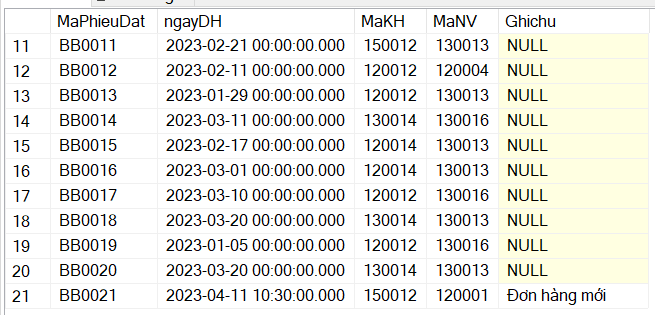 MaPhieuDat ngayDH MaKH MaNV Ghichu
11 BB0011 2023-02-21 00:00:00.000 150012 130013 NULL
12 BB0012 2023-02-11 00:00:00.000 120012 120004 NULL
13 BB0013 2023-01-29 00:00:00.000 120012 130013 NULL
14 BB0014 2023-03-11 00:00:00.000 130014 130016 NULL
15 BB0015 2023-02-17 00:00:00.000 120014 130013 NULL
16 BB0016 2023-03-01 00:00:00.000 120014 130013 NULL
17 BB0017 2023-03-10 00:00:00.000 120012 130016 NULL
18 BB0018 2023-03-20 00:00:00.000 130014 130013 NULL
19 BB0019 2023-01-05 00:00:00.000 120012 130016 NULL
20 BB0020 2023-03-20 00:00:00.000 130014 130013 NULL
21 BB0021 2023-04-11 10:30:00.000 150012 120001 Đơn hàng mới